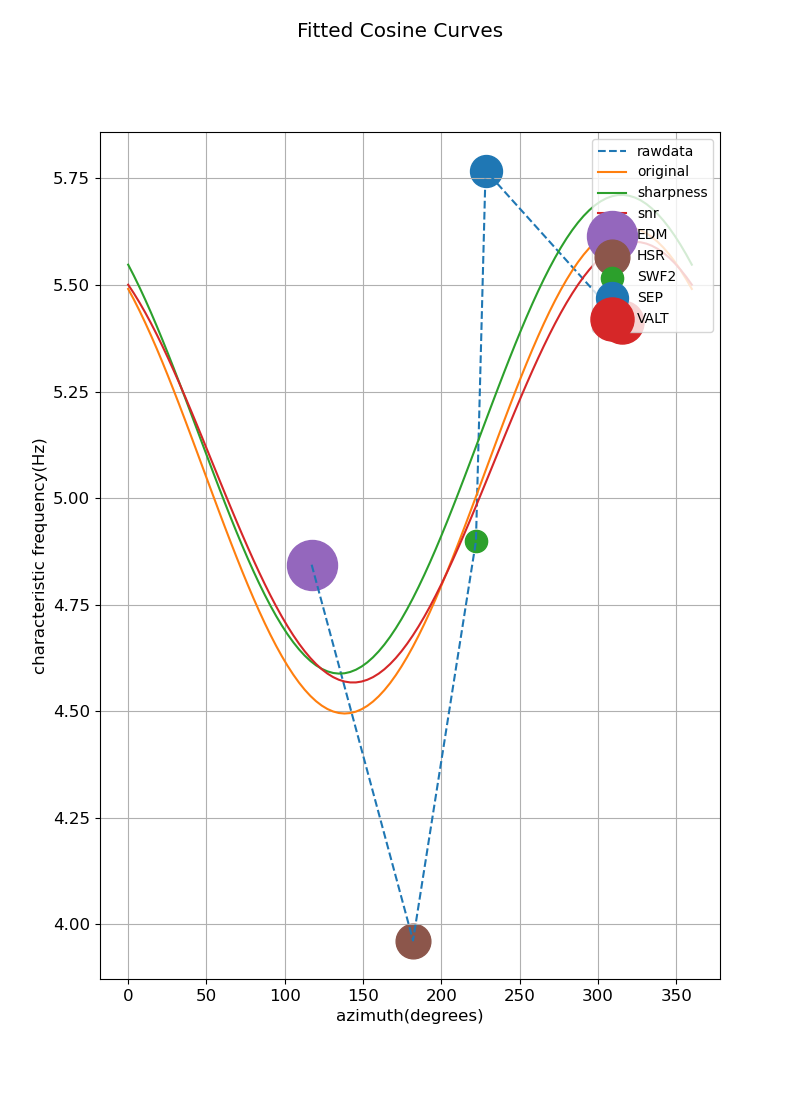 Fitted Cosine Curves
rawdata
original
sharpness
snr
EDM
HSR
SWF2
SEP
VALT
5.75
5.50
5.25
5.00
4.75
4.50
4.25
4.00
characteristic frequency(Hz)
0 50 100 150 200 250 300 350
azimuth(degrees)